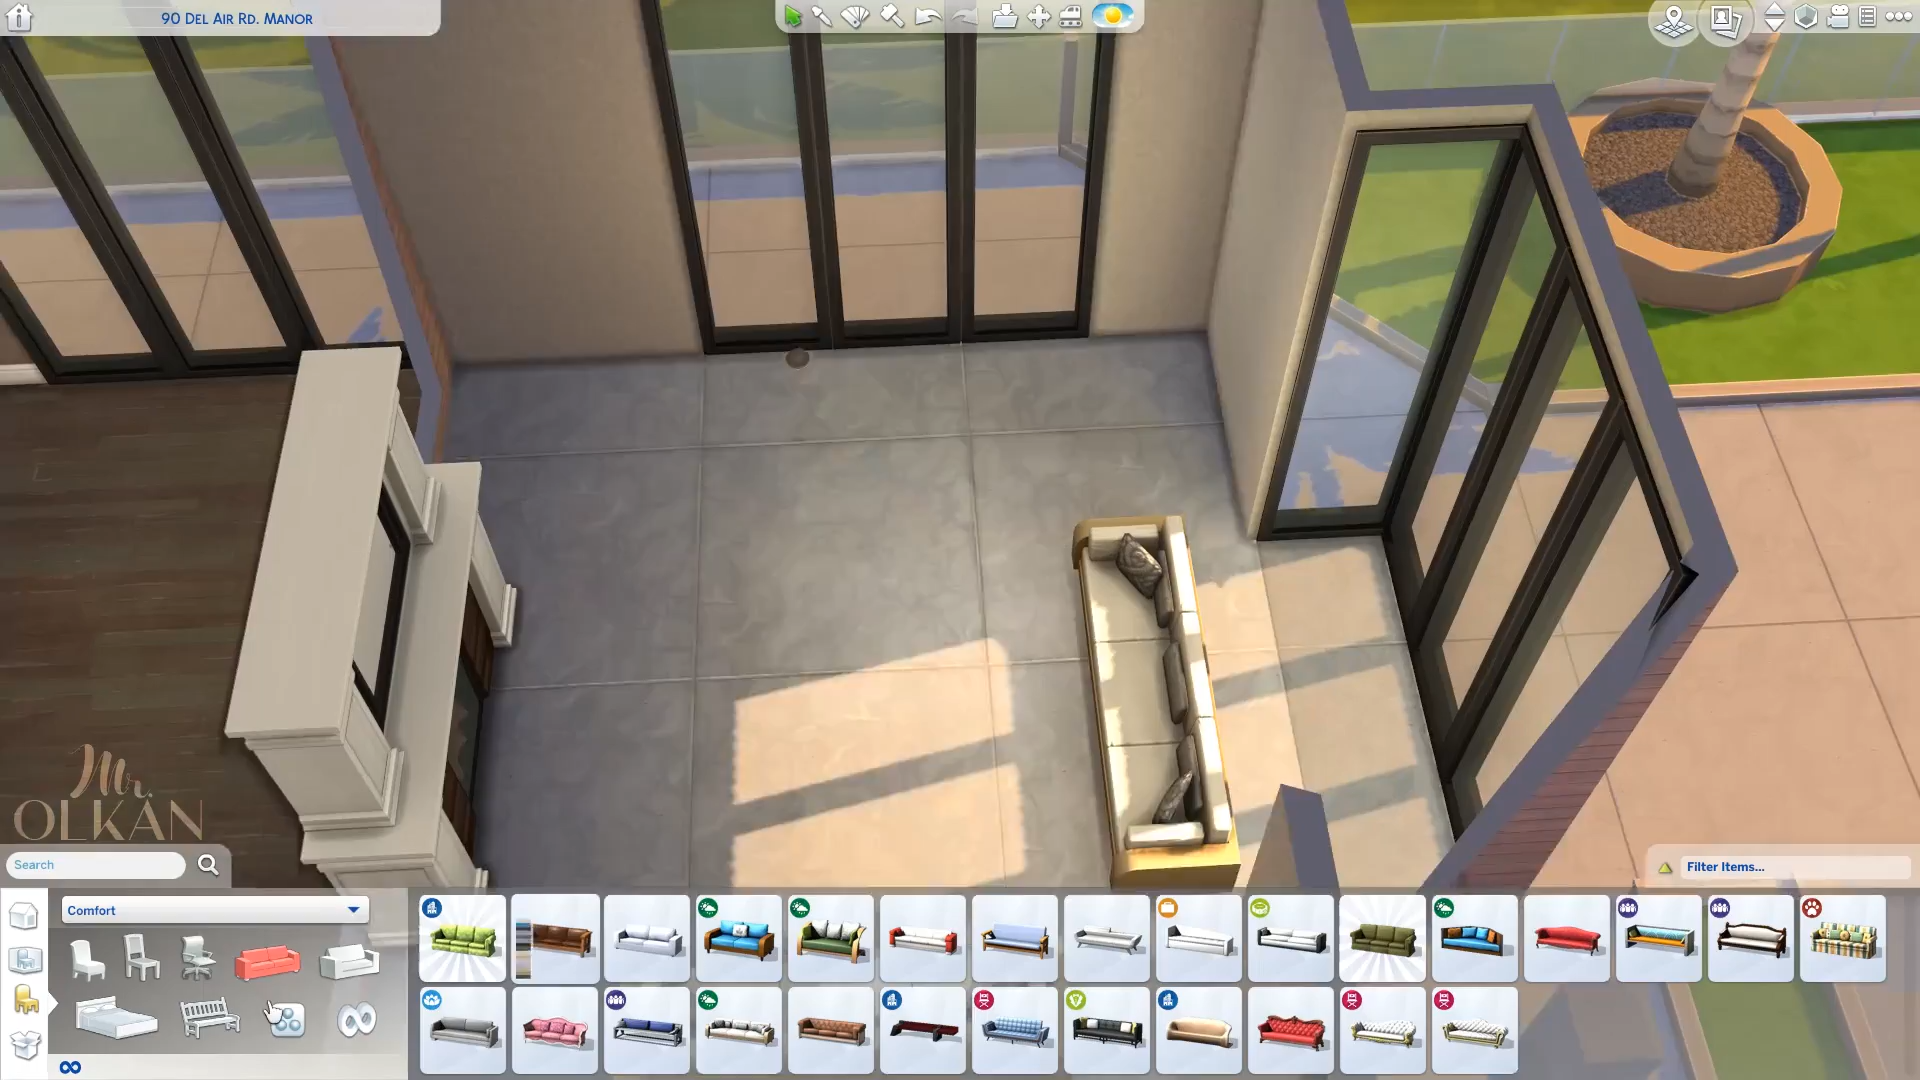 90 Del Air Rd. Manor
Mr.
OLKAN
Search
Filter Items...
Comfort